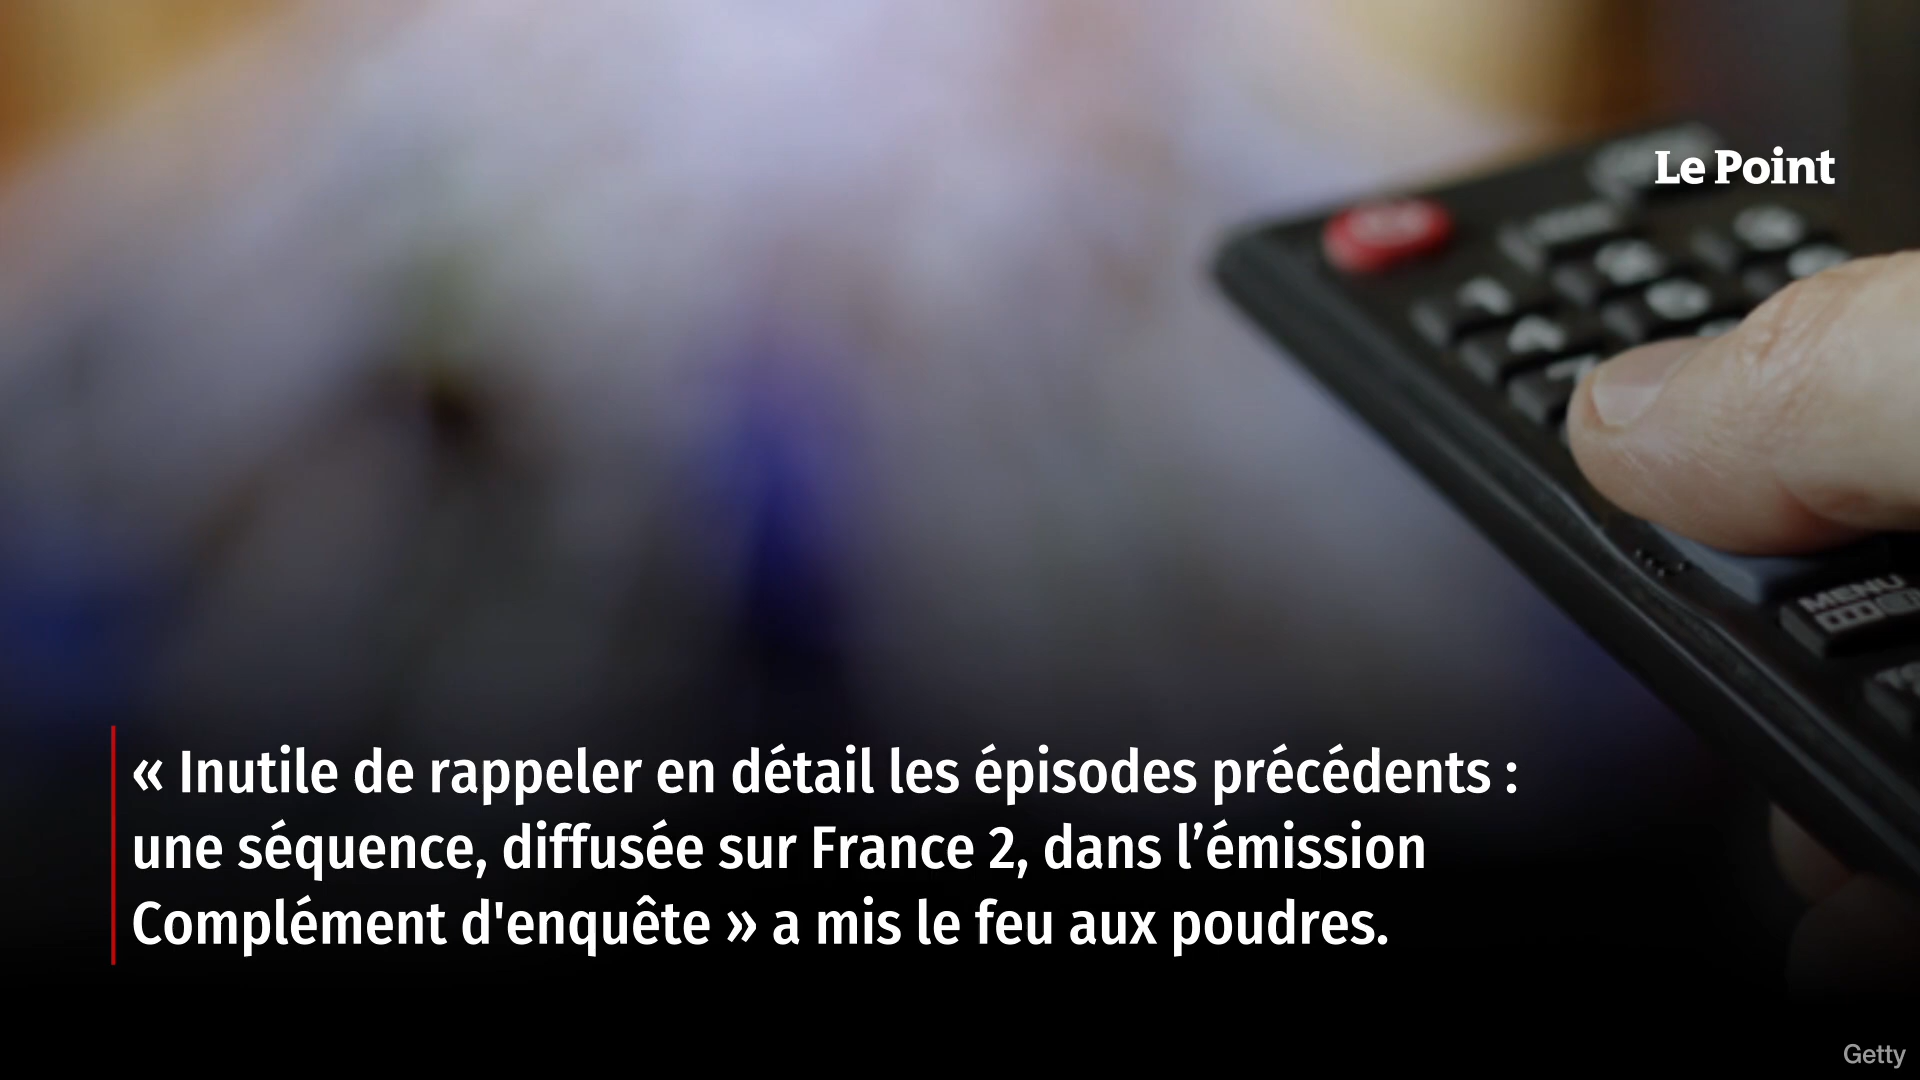 Le Point
MENU
« Inutile de rappeler en détail les épisodes précédents :
une séquence, diffusée sur France 2, dans l’émission
Complément d'enquête » a mis le feu aux poudres.
Getty